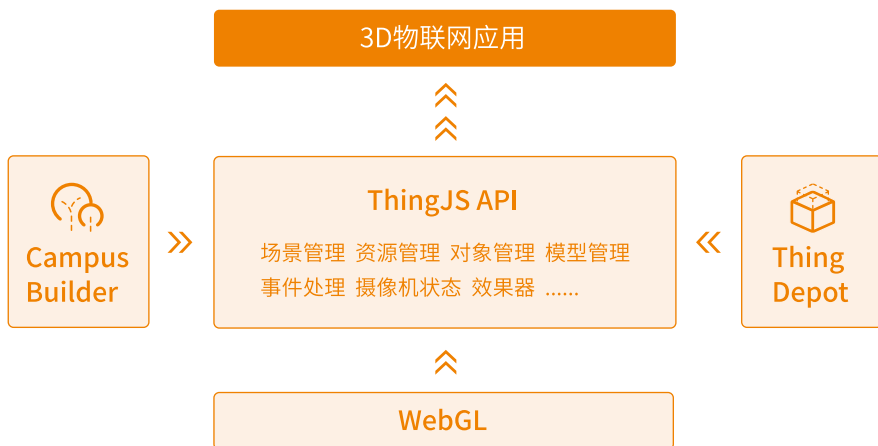 3D物联网应用
ThingJS API
场景管理 资源管理 对象管理 模型管理
事件处理 摄像机状态 效果器 ......
Campus
Builder
Thing
Depot
WebGL